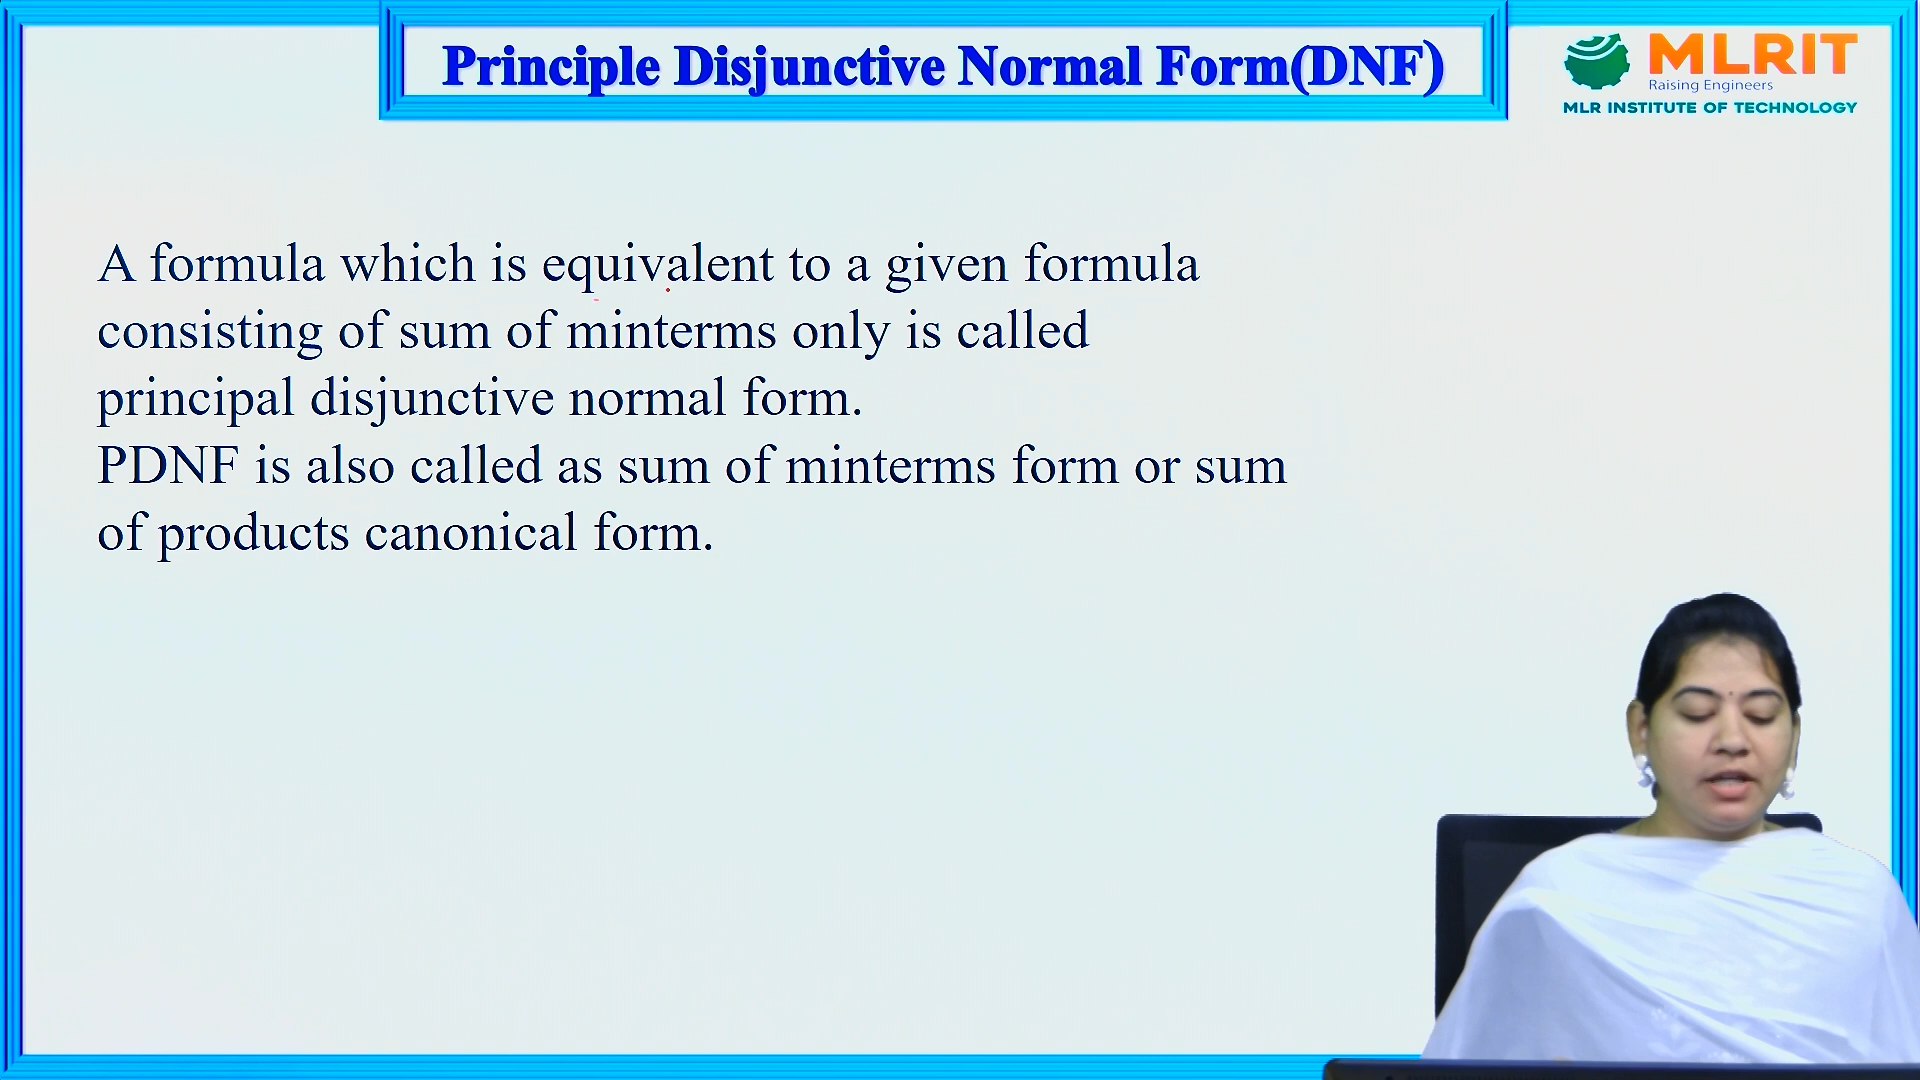 Principle Disjunctive Normal Form(DNF)
MLRIT
Raising Engineers
MLR INSTITUTE OF TECHNOLOGY
A formula which is equivalent to a given formula
consisting of sum of minterms only is called
principal disjunctive normal form.
PDNF is also called as sum of minterms form or sum
of products canonical form.